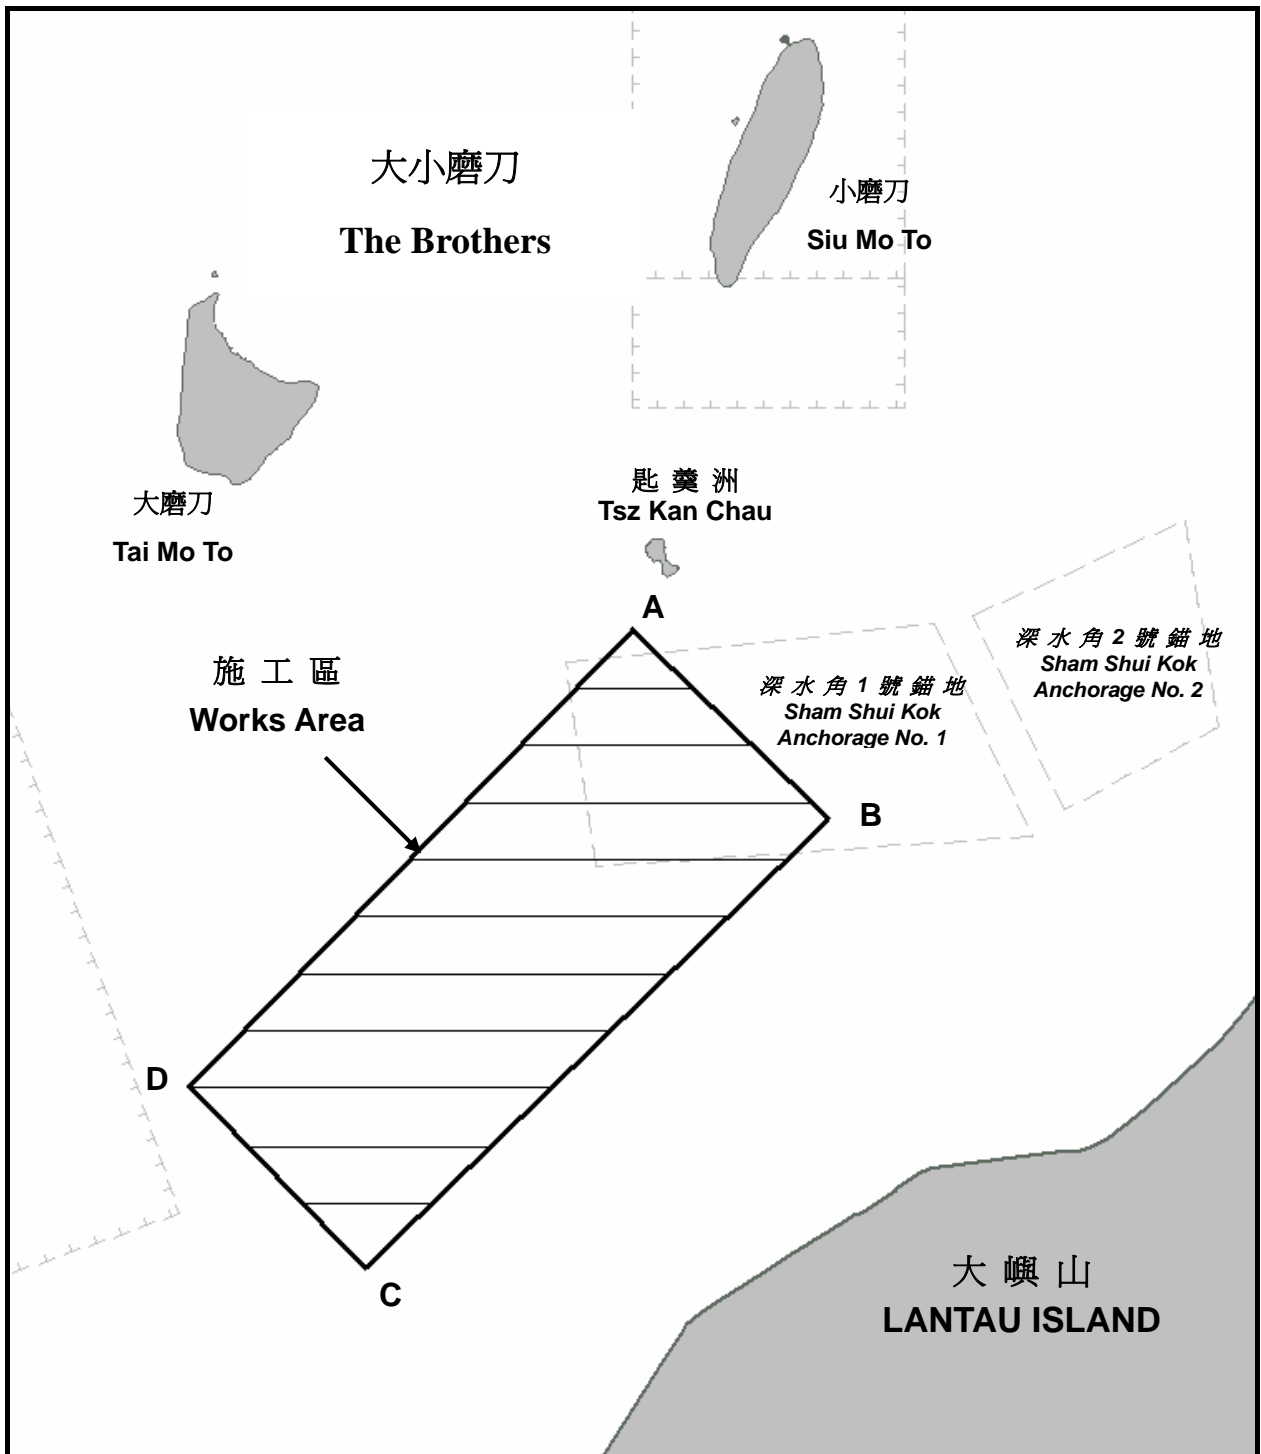 大小磨刀
The Brothers
小磨刀
Siu Mo To
大磨刀
Tai Mo To
匙羹洲
Tsz Kan Chau
A
施工區
Works Area
深水角1號錨地
Sham Shui Kok
Anchorage No. 1
深水角2號錨地
Sham Shui Kok
Anchorage No. 2
B
D
C
大嶼山
LANTAU ISLAND